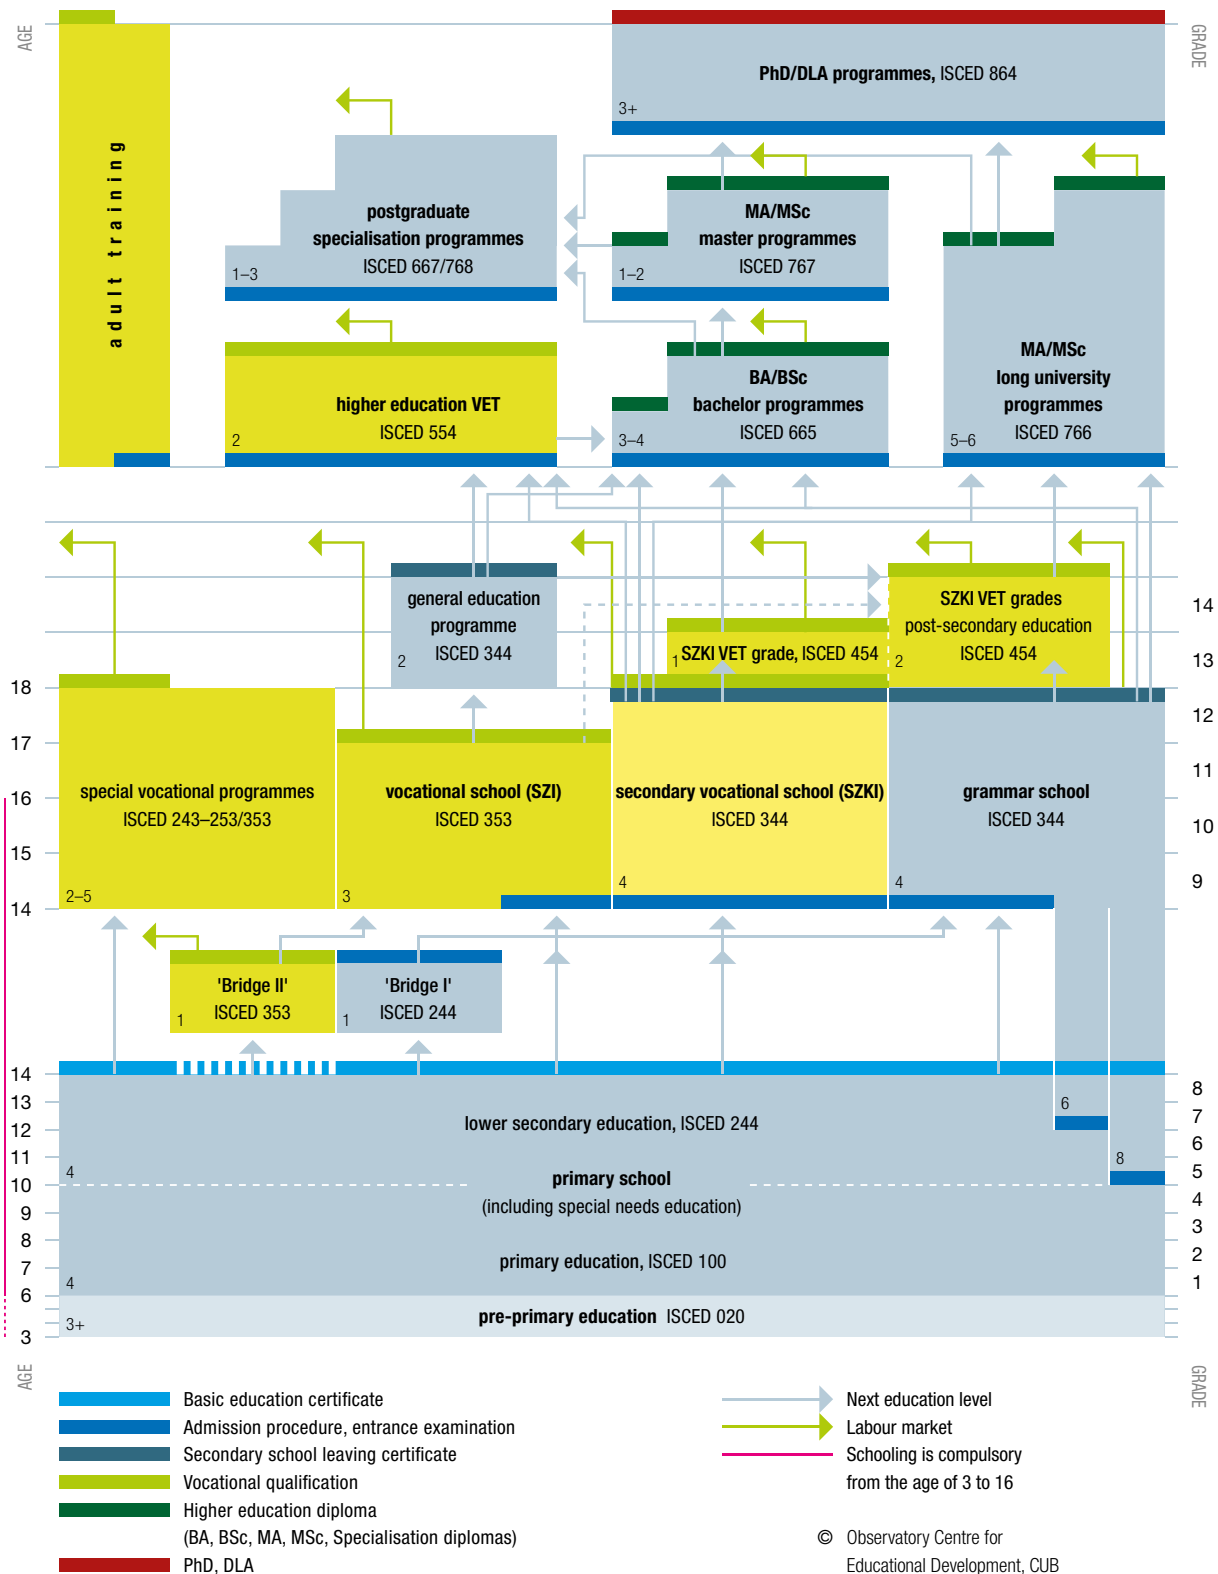 AGE
GRADE
PhD/DLA programmes, ISCED 864
3+
adult training
postgraduate
specialisation programmes
ISCED 667/768
1–3
MA/MSc
master programmes
ISCED 767
1–2
higher education VET
ISCED 554
2
BA/BSc
bachelor programmes
ISCED 665
3–4
MA/MSc
long university
programmes
ISCED 766
5–6
general education
programme
ISCED 344
2
SZKI VET grade, ISCED 454
1
SZKI VET grades
post-secondary education
ISCED 454
2
14
13
18
12
17
11
16
10
15
9
14
special vocational programmes
ISCED 243–253/353
2–5
vocational school (SZI)
ISCED 353
3
secondary vocational school (SZKI)
ISCED 344
4
grammar school
ISCED 344
4
'Bridge II'
ISCED 353
1
'Bridge I'
ISCED 244
1
14
8
13
7
12
6
11
5
10
4
9
3
8
2
7
1
6
3
6
8
lower secondary education, ISCED 244
4
primary school
(including special needs education)
primary education, ISCED 100
4
pre-primary education ISCED 020
3+
AGE
GRADE
Basic education certificate
Admission procedure, entrance examination
Secondary school leaving certificate
Vocational qualification
Higher education diploma
(BA, BSc, MA, MSc, Specialisation diplomas)
PhD, DLA
Next education level
Labour market
Schooling is compulsory
from the age of 3 to 16
© Observatory Centre for
Educational Development, CUB